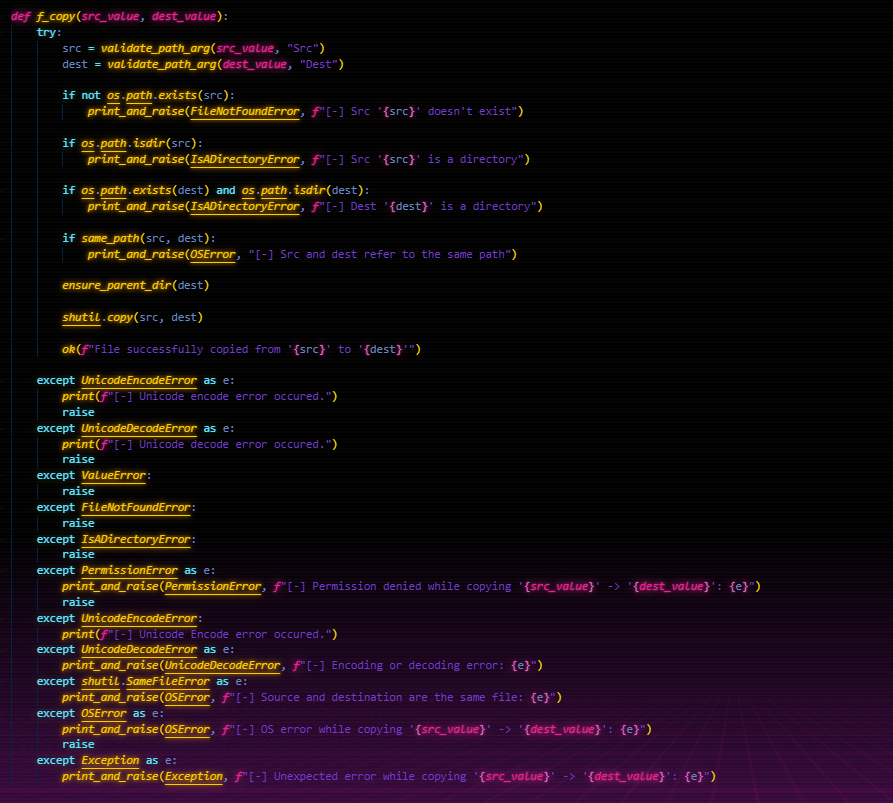 def f_copy(src_value, dest_value):
    try:
        src = validate_path_arg(src_value, "Src")
        dest = validate_path_arg(dest_value, "Dest")

        if not os.path.exists(src):
            print_and_raise(FileNotFoundError, f"[-] Src '{src}' doesn't exist")

        if os.path.isdir(src):
            print_and_raise(IsADirectoryError, f"[-] Src '{src}' is a directory")

        if os.path.exists(dest) and os.path.isdir(dest):
            print_and_raise(IsADirectoryError, f"[-] Dest '{dest}' is a directory")

        if same_path(src, dest):
            print_and_raise(OSError, "[-] Src and dest refer to the same path")

        ensure_parent_dir(dest)

        shutil.copy(src, dest)

        ok(f"File successfully copied from '{src}' to '{dest}'")

    except UnicodeEncodeError as e:
        print(f"[-] Unicode encode error occured.")
        raise
    except UnicodeDecodeError as e:
        print(f"[-] Unicode decode error occured.")
        raise
    except ValueError:
        raise
    except FileNotFoundError:
        raise
    except IsADirectoryError:
        raise
    except PermissionError as e:
        print_and_raise(PermissionError, f"[-] Permission denied while copying '{src_value}' -> '{dest_value}': {e}")
        raise
    except UnicodeEncodeError:
        print(f"[-] Unicode Encode error occured.")
    except UnicodeDecodeError as e:
        print_and_raise(UnicodeDecodeError, f"[-] Encoding or decoding error: {e}")
    except shutil.SameFileError as e:
        print_and_raise(OSError, f"[-] Source and destination are the same file: {e}")
    except OSError as e:
        print_and_raise(OSError, f"[-] OS error while copying '{src_value}' -> '{dest_value}': {e}")
        raise
    except Exception as e:
        print_and_raise(Exception, f"[-] Unexpected error while copying '{src_value}' -> '{dest_value}': {e}")